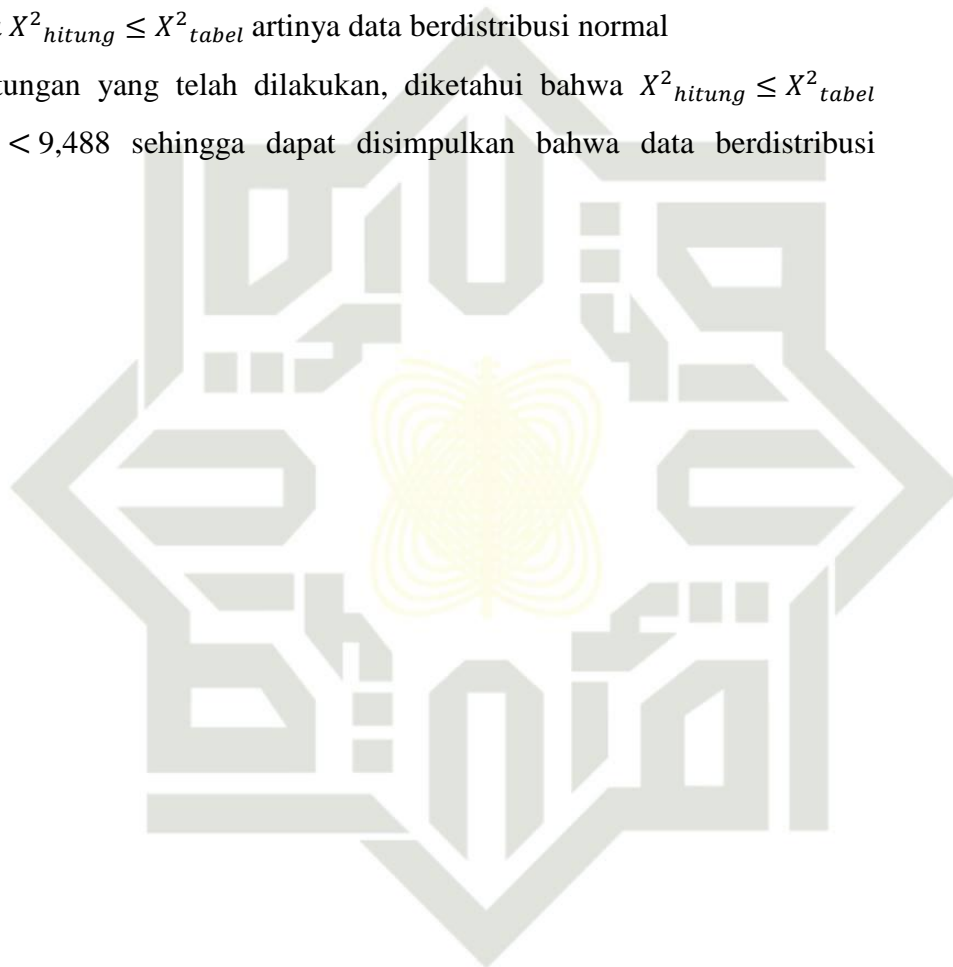 X²hitung ≤ X²tabel artinya data berdistribusi normal
tungan yang telah dilakukan, diketahui bahwa X²hitung ≤ X²tabel
< 9,488 sehingga dapat disimpulkan bahwa data berdistribusi